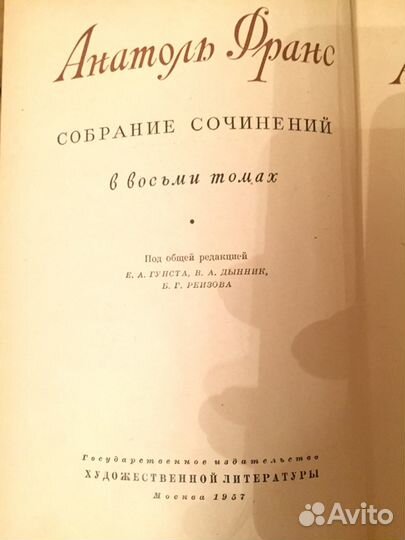 Анатоль Франс
СОБРАНИЕ СОЧИНЕНИЙ
в восьми томах
Под общей редакцией
Е. А. ГУНСТА, В. А. ДЫННИК,
Б. Г. РЕИЗОВА
Государственное издательство
ХУДОЖЕСТВЕННОЙ ЛИТЕРАТУРЫ
Москва 1957
Avito